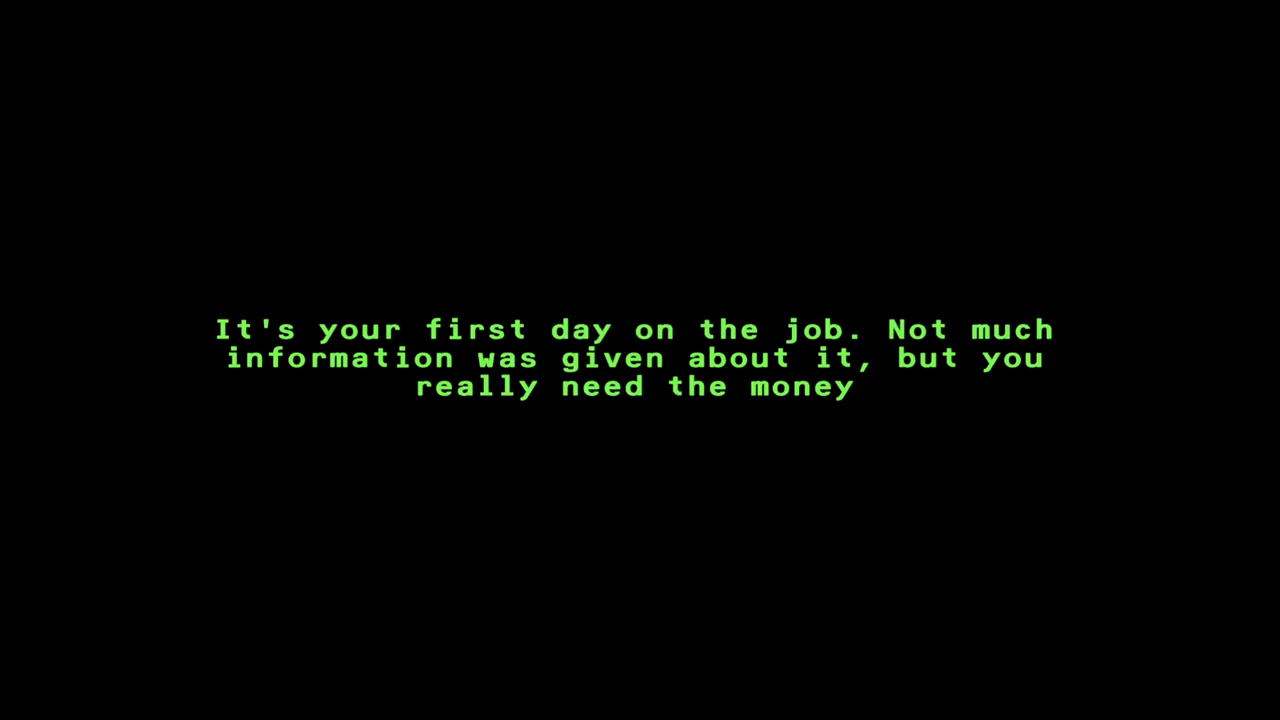 It's your first day on the job. Not much
information was given about it, but you
really need the money